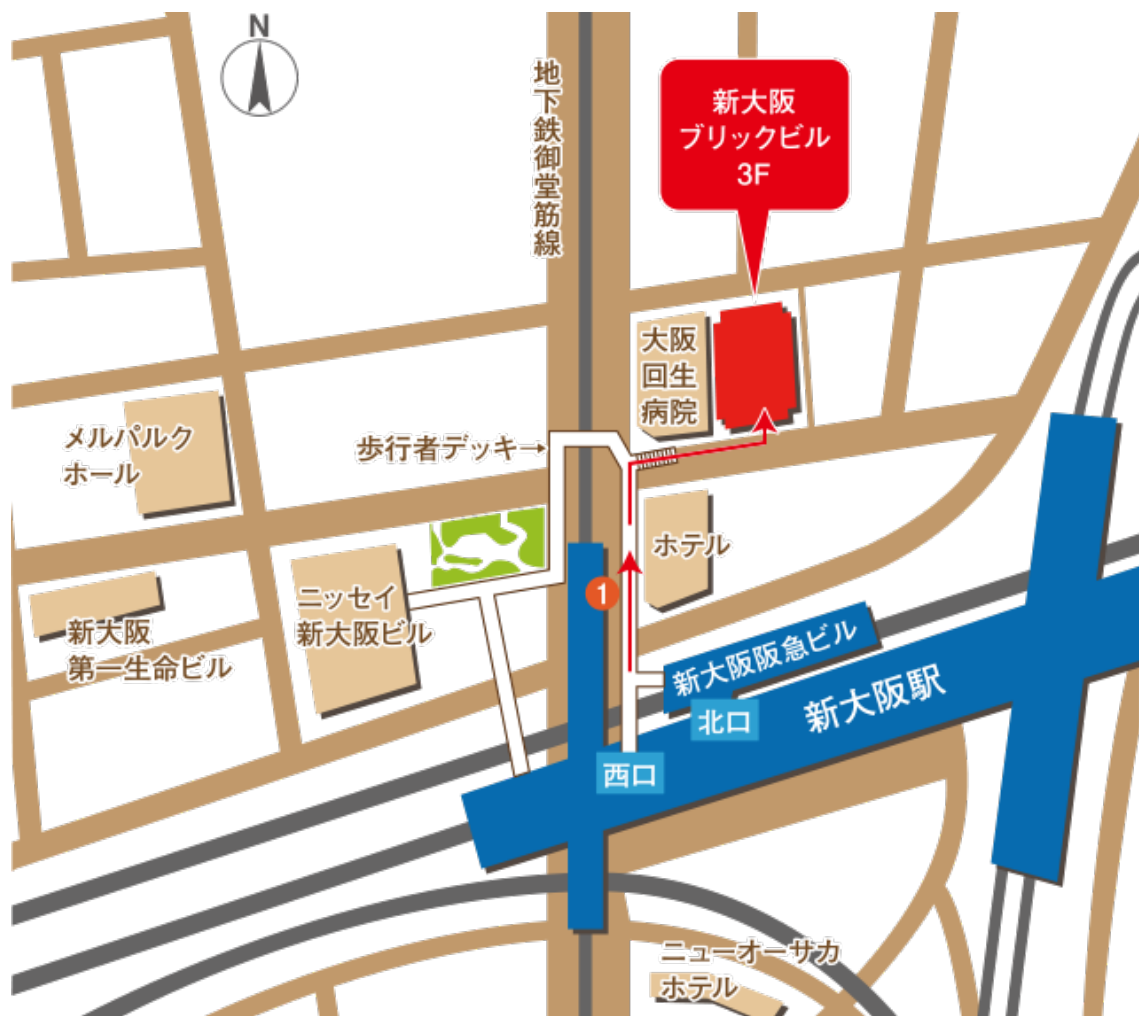 N
地下鉄御堂筋線
新大阪
ブリックビル
3F
大阪
回生
病院
メルパルク
ホール
歩行者デッキ→
ホテル
1
ニッセイ
新大阪ビル
新大阪
第一生命ビル
新大阪阪急ビル
新大阪駅
北口
西口
ニューオーサカ
ホテル